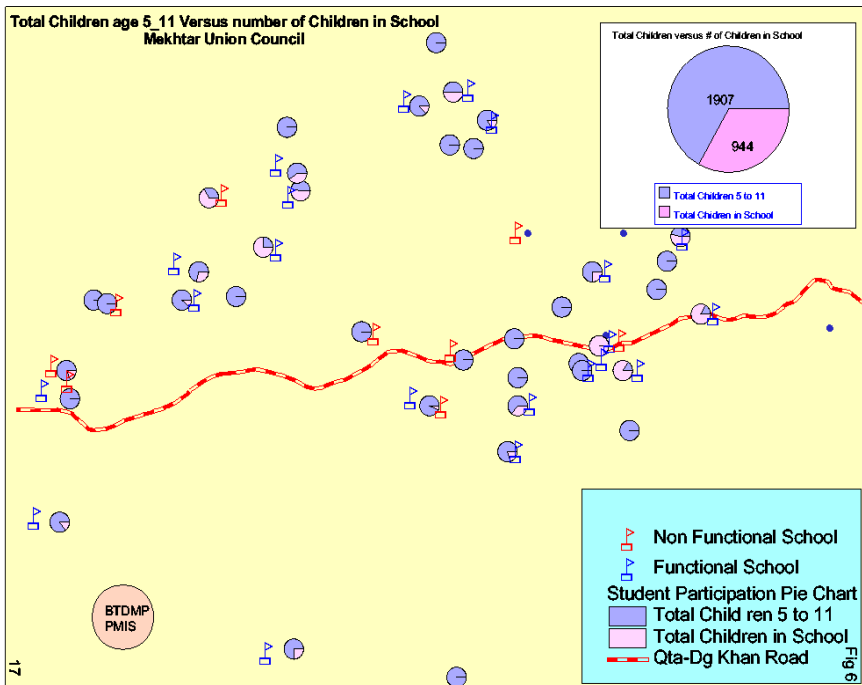 Total Children age 5_11 Versus number of Children in School
Mekhtar Union Council
Total Children versus # of Children in School
1907
944
Total Children 5 to 11
Total Chidren in School
Non Functional School
Functional School
Student Participation Pie Chart
Total Child ren 5 to 11
Total Children in School
Qta-Dg Khan Road
BTDMP
PMIS
17
Fig 6